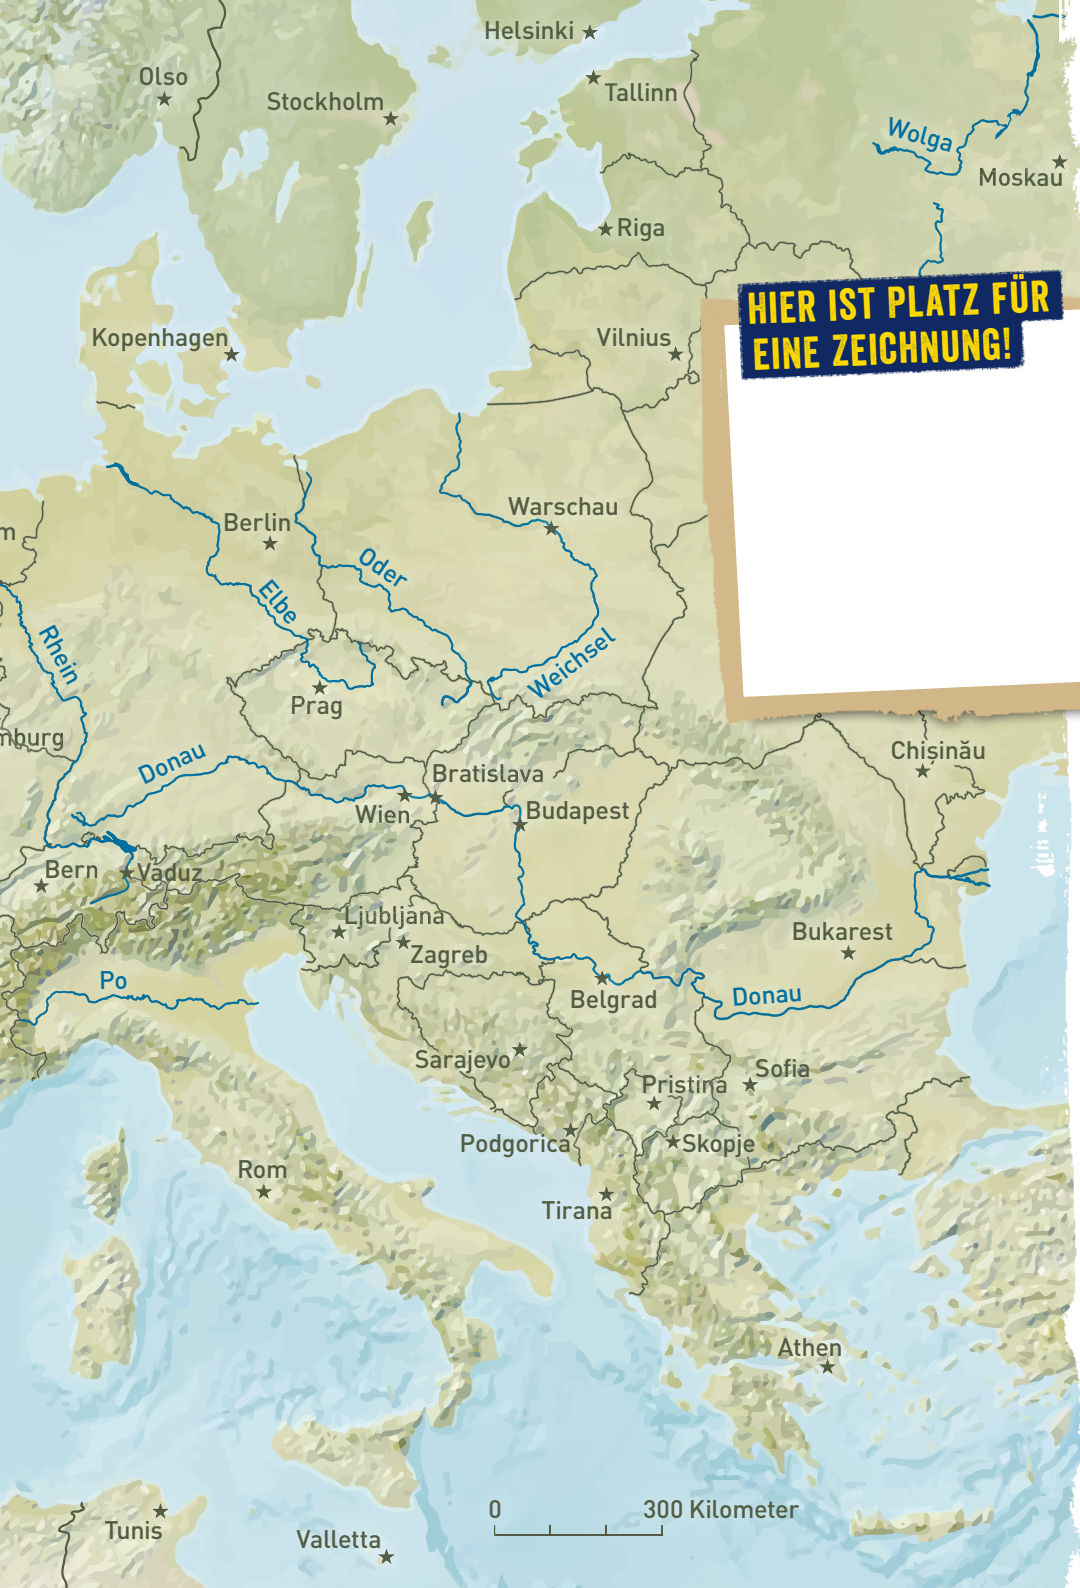 Helsinki
Olso
Tallinn
Stockholm
Wolga
Moskau
Riga
HIER IST PLATZ FÜR
EINE ZEICHNUNG!
Kopenhagen
Vilnius
Warschau
Berlin
m
Oder
Elbe
Rhein
Weichsel
Prag
mburg
Donau
Chișinău
Bratislava
Wien
Budapest
Bern
Vaduz
Ljubljana
Zagreb
Bukarest
Po
Belgrad
Donau
Sarajevo
Sofia
Pristina
Podgorica
Skopje
Rom
Tirana
Athen
0
300 Kilometer
Tunis
Valletta